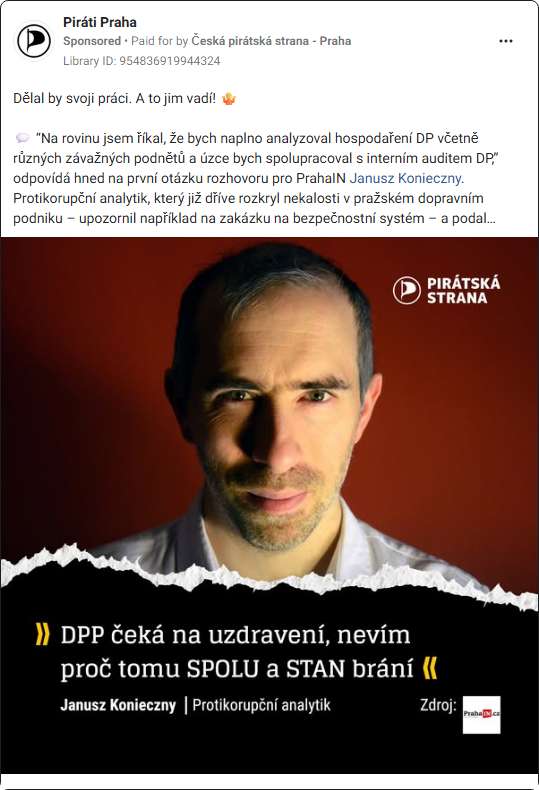 Piráti Praha
Sponsored • Paid for by Česká pirátská strana - Praha
Library ID: 954836919944324
Dělal by svoji práci. A to jim vadí!
“Na rovinu jsem říkal, že bych naplno analyzoval hospodaření DP včetně
různých závažných podnětů a úzce bych spolupracoval s interním auditem DP,”
odpovídá hned na první otázku rozhovoru pro PrahaIN Janusz Konieczny.
Protikorupční analytik, který již dříve rozkryl nekalosti v pražském dopravním
podniku – upozornil například na zakázku na bezpečnostní systém – a podal...
PIRÁTSKÁ
STRANA
DPP čeká na uzdravení, nevím
proč tomu SPOLU a STAN brání
Janusz Konieczny | Protikorupční analytik
Zdroj:
PrahaIN.cz